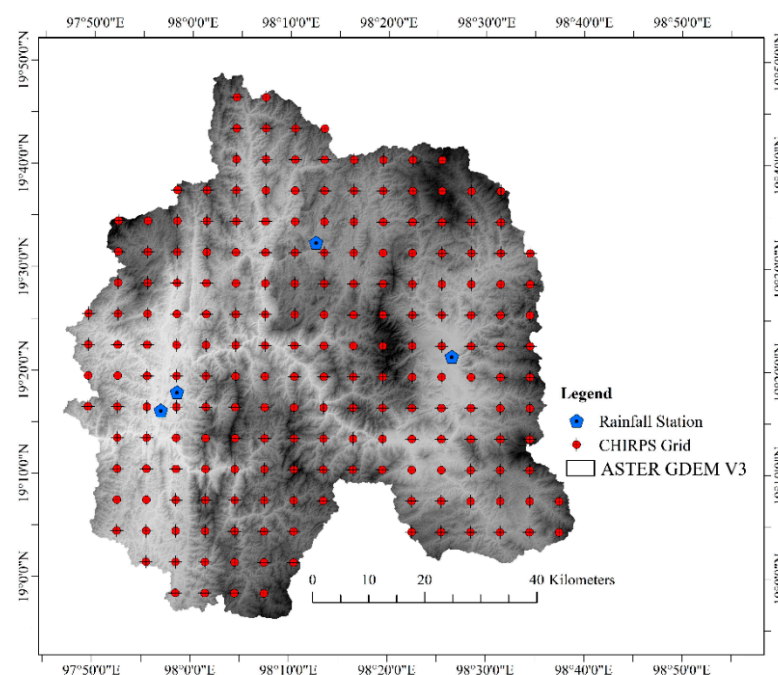 97°50'0"E 98°0'0"E 98°10'0"E 98°20'0"E 98°30'0"E 98°40'0"E 98°50'0"E
19°50'0"N
19°40'0"N
19°30'0"N
19°20'0"N
19°10'0"N
19°0'0"N
Legend
Rainfall Station
CHIRPS Grid
ASTER GDEM V3
0 10 20 40 Kilometers
97°50'0"E 98°0'0"E 98°10'0"E 98°20'0"E 98°30'0"E 98°40'0"E 98°50'0"E